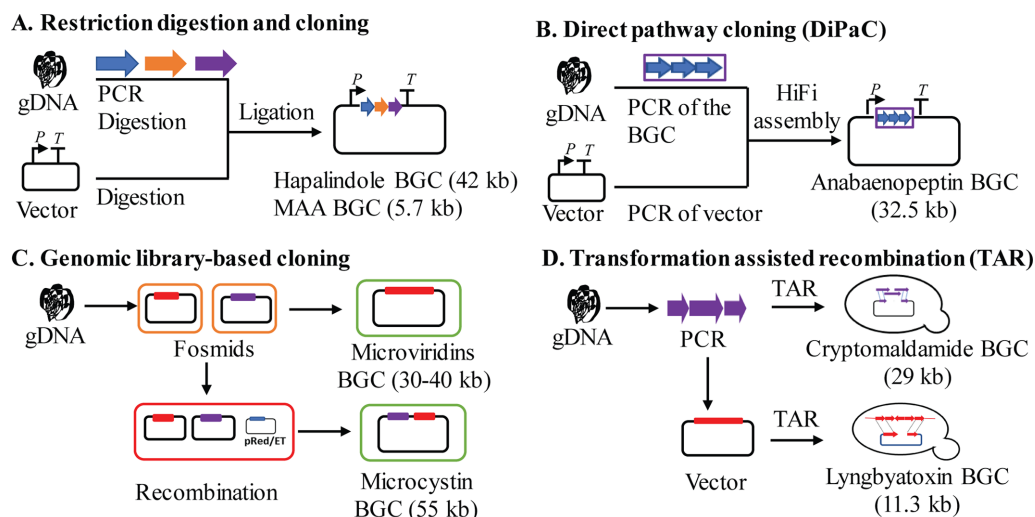 A. Restriction digestion and cloning
gDNA
PCR
Digestion
P T
Vector
Digestion
Ligation
P T
Hapalindole BGC (42 kb)
MAA BGC (5.7 kb)
B. Direct pathway cloning (DiPaC)
gDNA
PCR of the
BGC
P T
Vector
PCR of vector
HiFi
assembly
P T
Anabaenopeptin BGC
(32.5 kb)
C. Genomic library-based cloning
gDNA
Fosmids
Microviridins
BGC (30-40 kb)
pRed/ET
Recombination
Microcystin
BGC (55 kb)
D. Transformation assisted recombination (TAR)
gDNA
PCR
TAR
Cryptomaldamide BGC
(29 kb)
Vector
TAR
Lyngbyatoxin BGC
(11.3 kb)